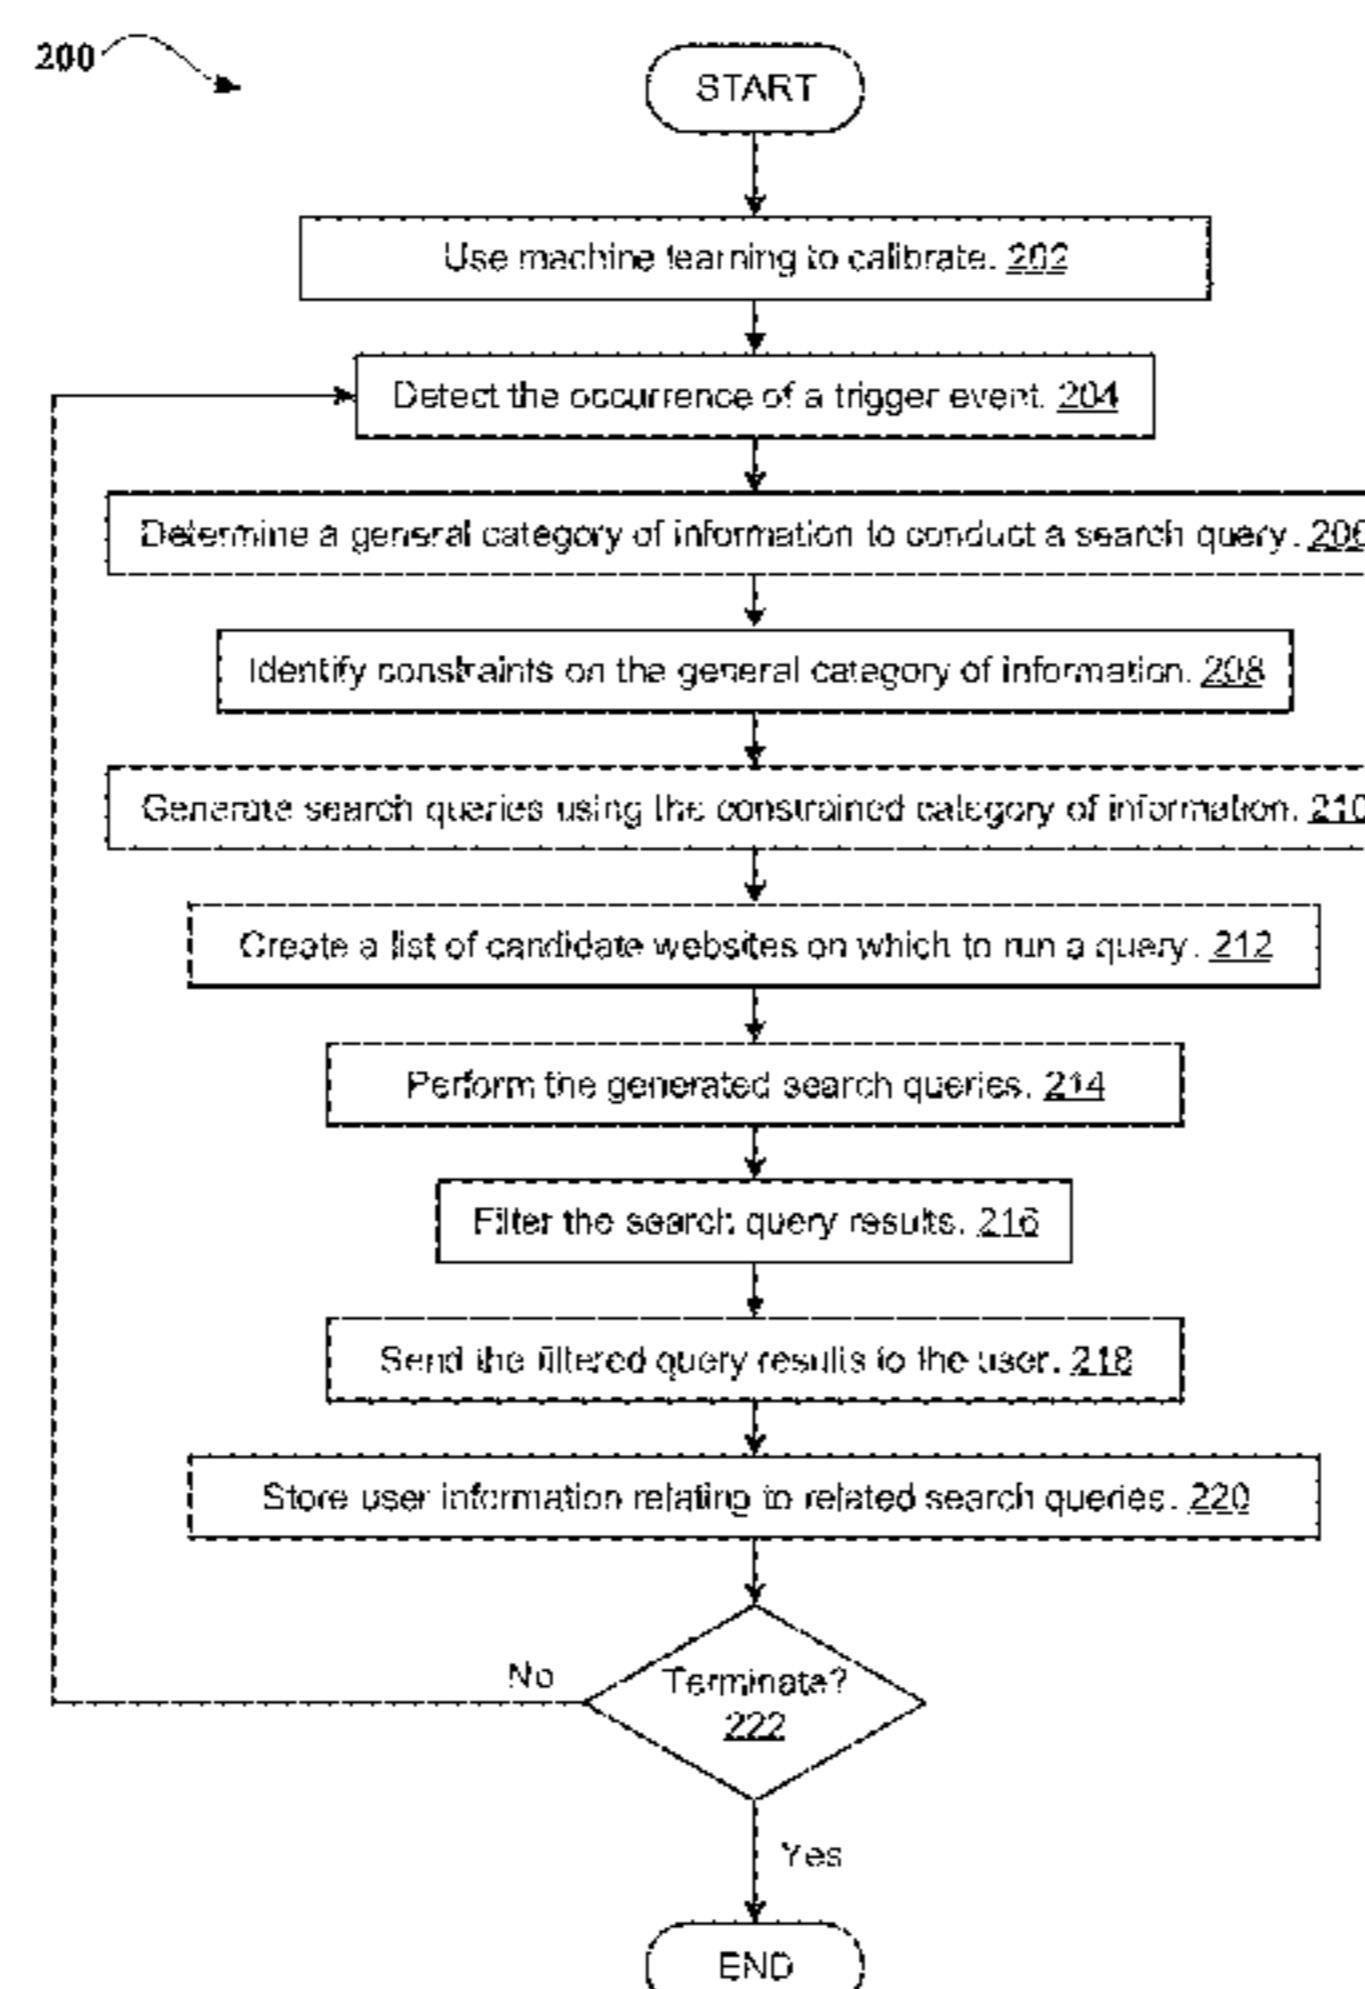 200
START
Use machine learning to calibrate. 202
Detect the occurrence of a trigger event. 204
Determine a general category of information to conduct a search query. 206
Identify constraints on the general category of information. 208
Generate search queries using the constrained category of information. 210
Create a list of candidate websites on which to run a query. 212
Perform the generated search queries. 214
Filter the search query results. 216
Send the filtered query results to the user. 218
Store user information relating to related search queries. 220
No
Terminate?
222
Yes
END